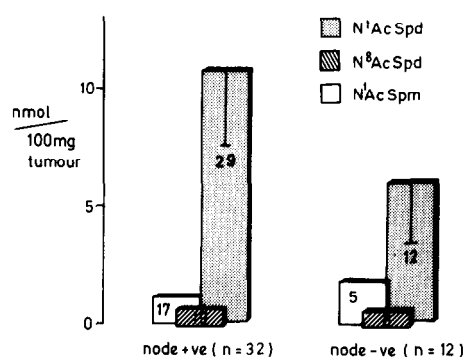 N¹AcSpd
N⁸AcSpd
N¹AcSpm
nmol
100mg
tumour
10
5
0
29
17
12
5
node+ve (n=32)
node-ve (n=12)